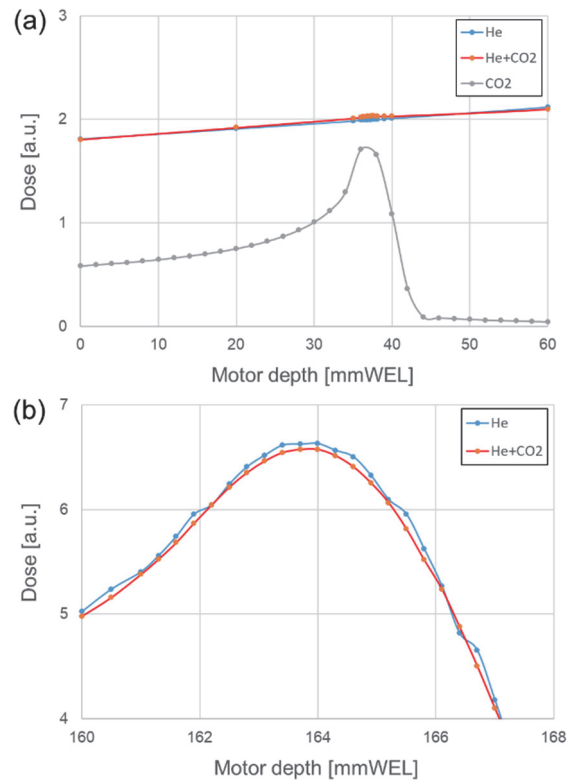 (a)
3
2
1
0
Dose [a.u.]
He
He+CO2
CO2
0 10 20 30 40 50 60
Motor depth [mmWEL]
(b)
7
6
5
4
Dose [a.u.]
He
He+CO2
160 162 164 166 168
Motor depth [mmWEL]